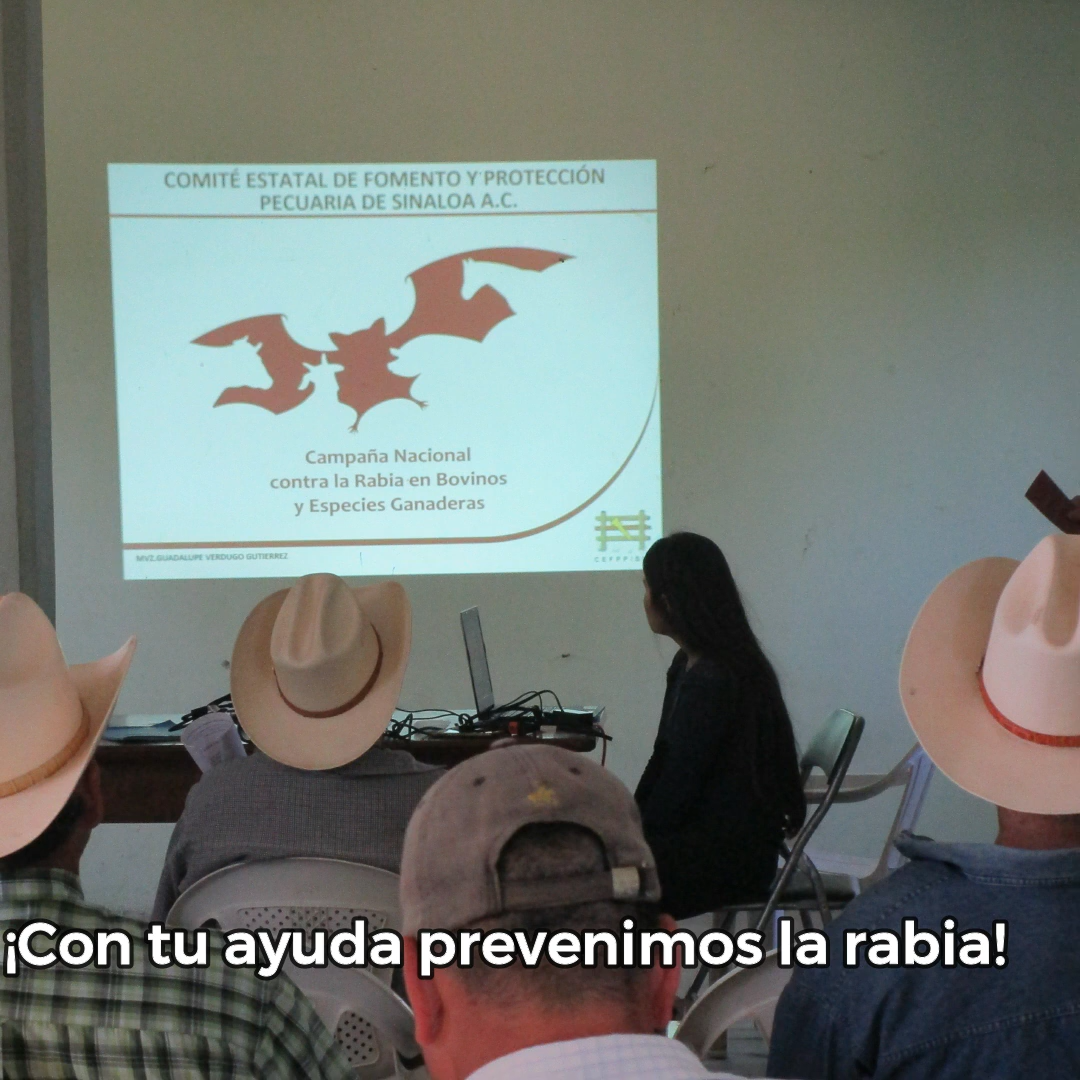 COMITÉ ESTATAL DE FOMENTO Y PROTECCIÓN
PECUARIA DE SINALOA A.C.
Campaña Nacional
contra la Rabia en Bovinos
y Especies Ganaderas
MVZ.GUADALUPE VERDUGO GUTIERREZ
¡Con tu ayuda prevenimos la rabia!